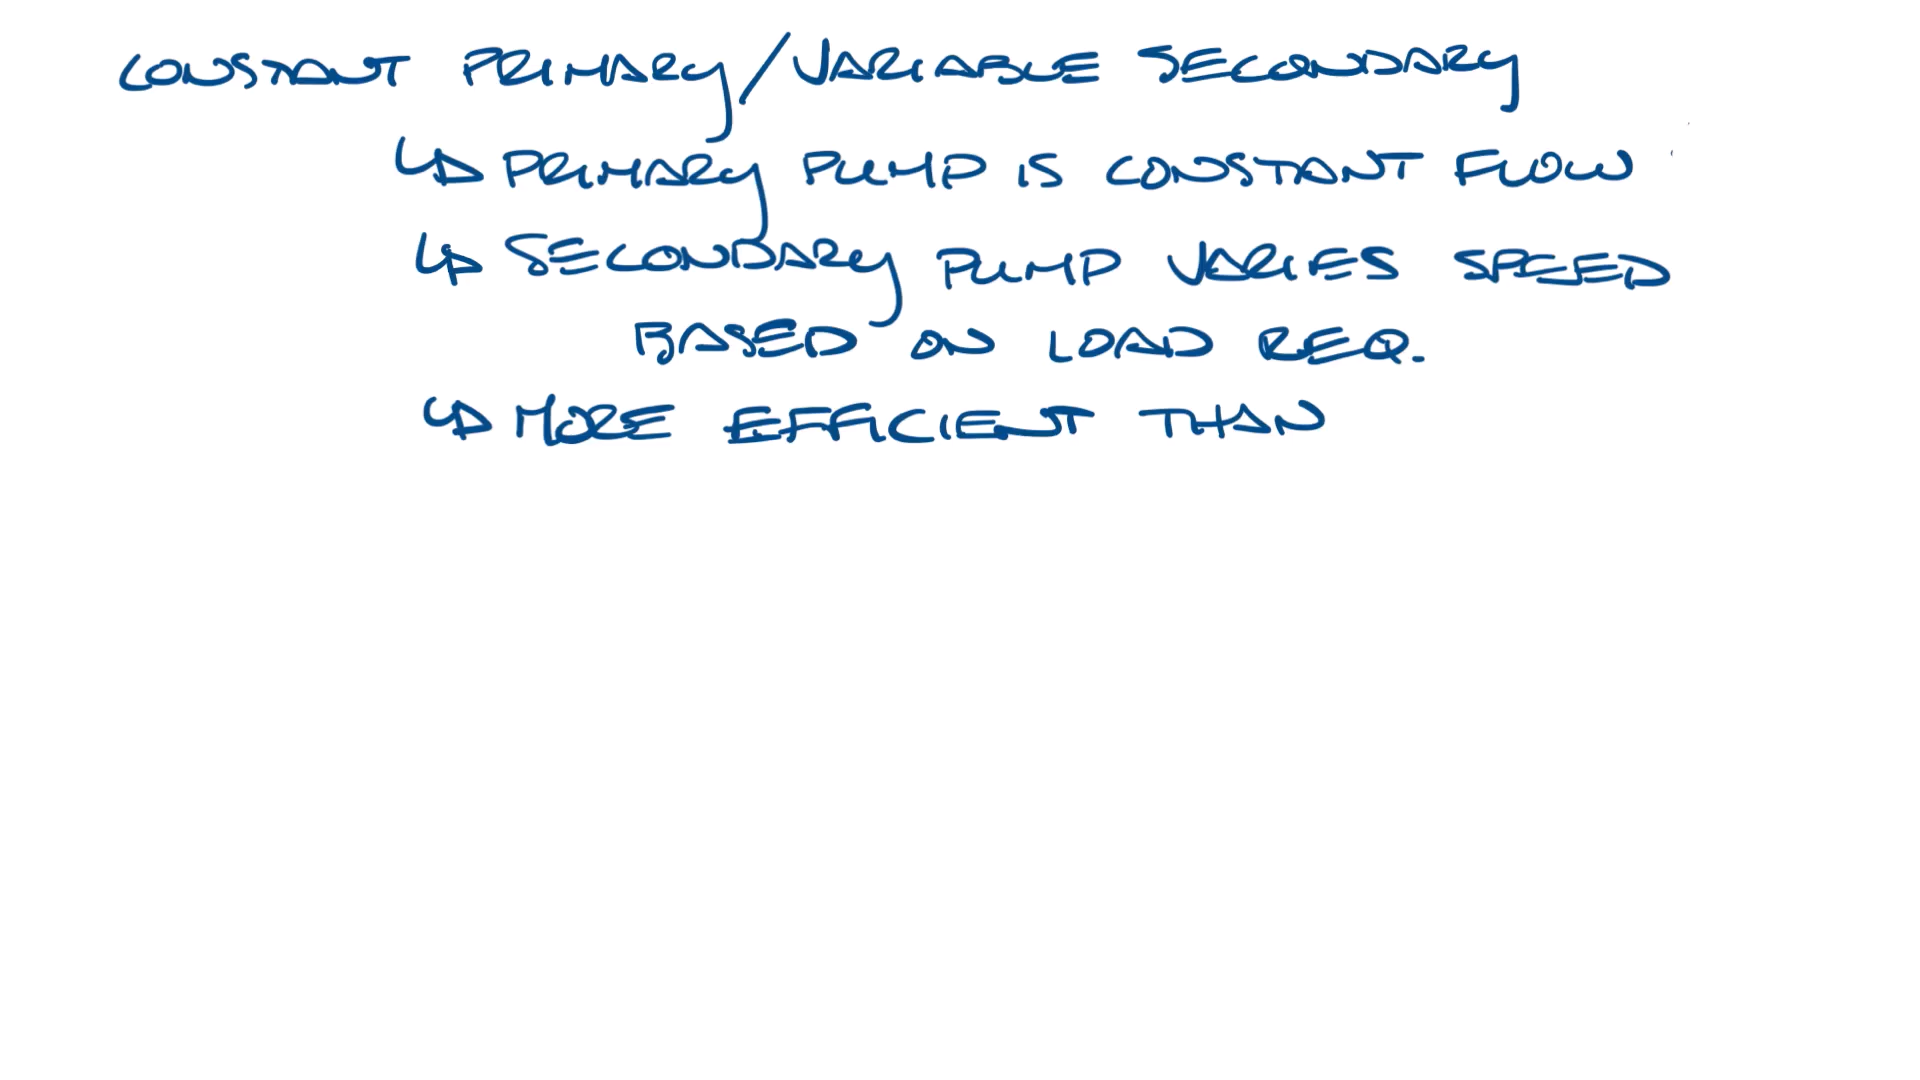 CONSTANT PRIMARY/VARIABLE SECONDARY
↳ PRIMARY PUMP IS CONSTANT FLOW
↳ SECONDARY PUMP VARIES SPEED
BASED ON LOAD REQ.
↳ MORE EFFICIENT THAN